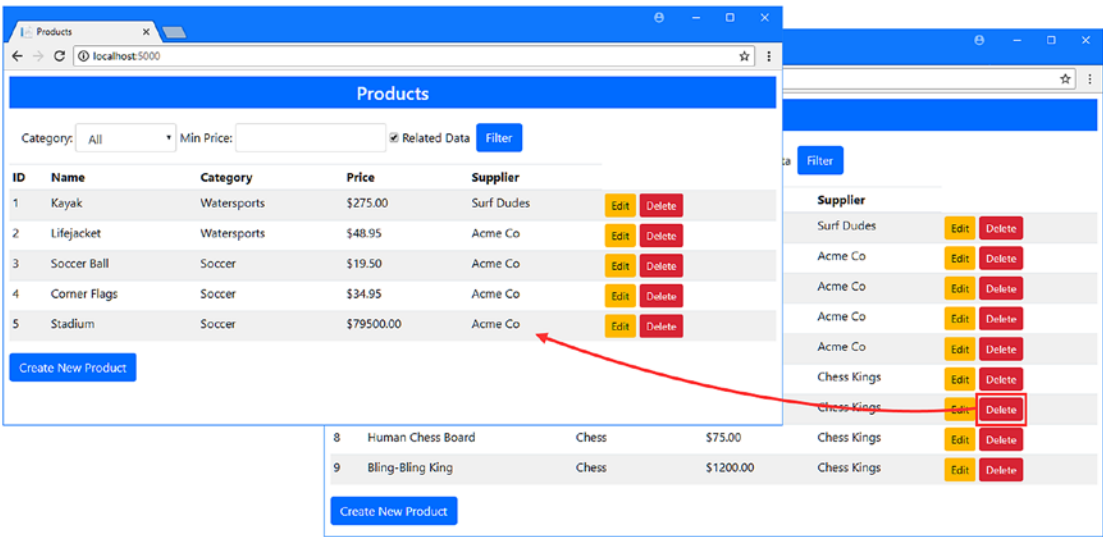 Products
localhost:5000
Products
Category: All Min Price: Related Data Filter
ID Name Category Price Supplier
1 Kayak Watersports $275.00 Surf Dudes Edit Delete
2 Lifejacket Watersports $48.95 Acme Co Edit Delete
3 Soccer Ball Soccer $19.50 Acme Co Edit Delete
4 Corner Flags Soccer $34.95 Acme Co Edit Delete
5 Stadium Soccer $79500.00 Acme Co Edit Delete
Create New Product
Filter
Supplier
Surf Dudes Edit Delete
Acme Co Edit Delete
Acme Co Edit Delete
Acme Co Edit Delete
Acme Co Edit Delete
Chess Kings Edit Delete
Chess Kings Edit Delete
8 Human Chess Board Chess $75.00 Chess Kings Edit Delete
9 Bling-Bling King Chess $1200.00 Chess Kings Edit Delete
Create New Product